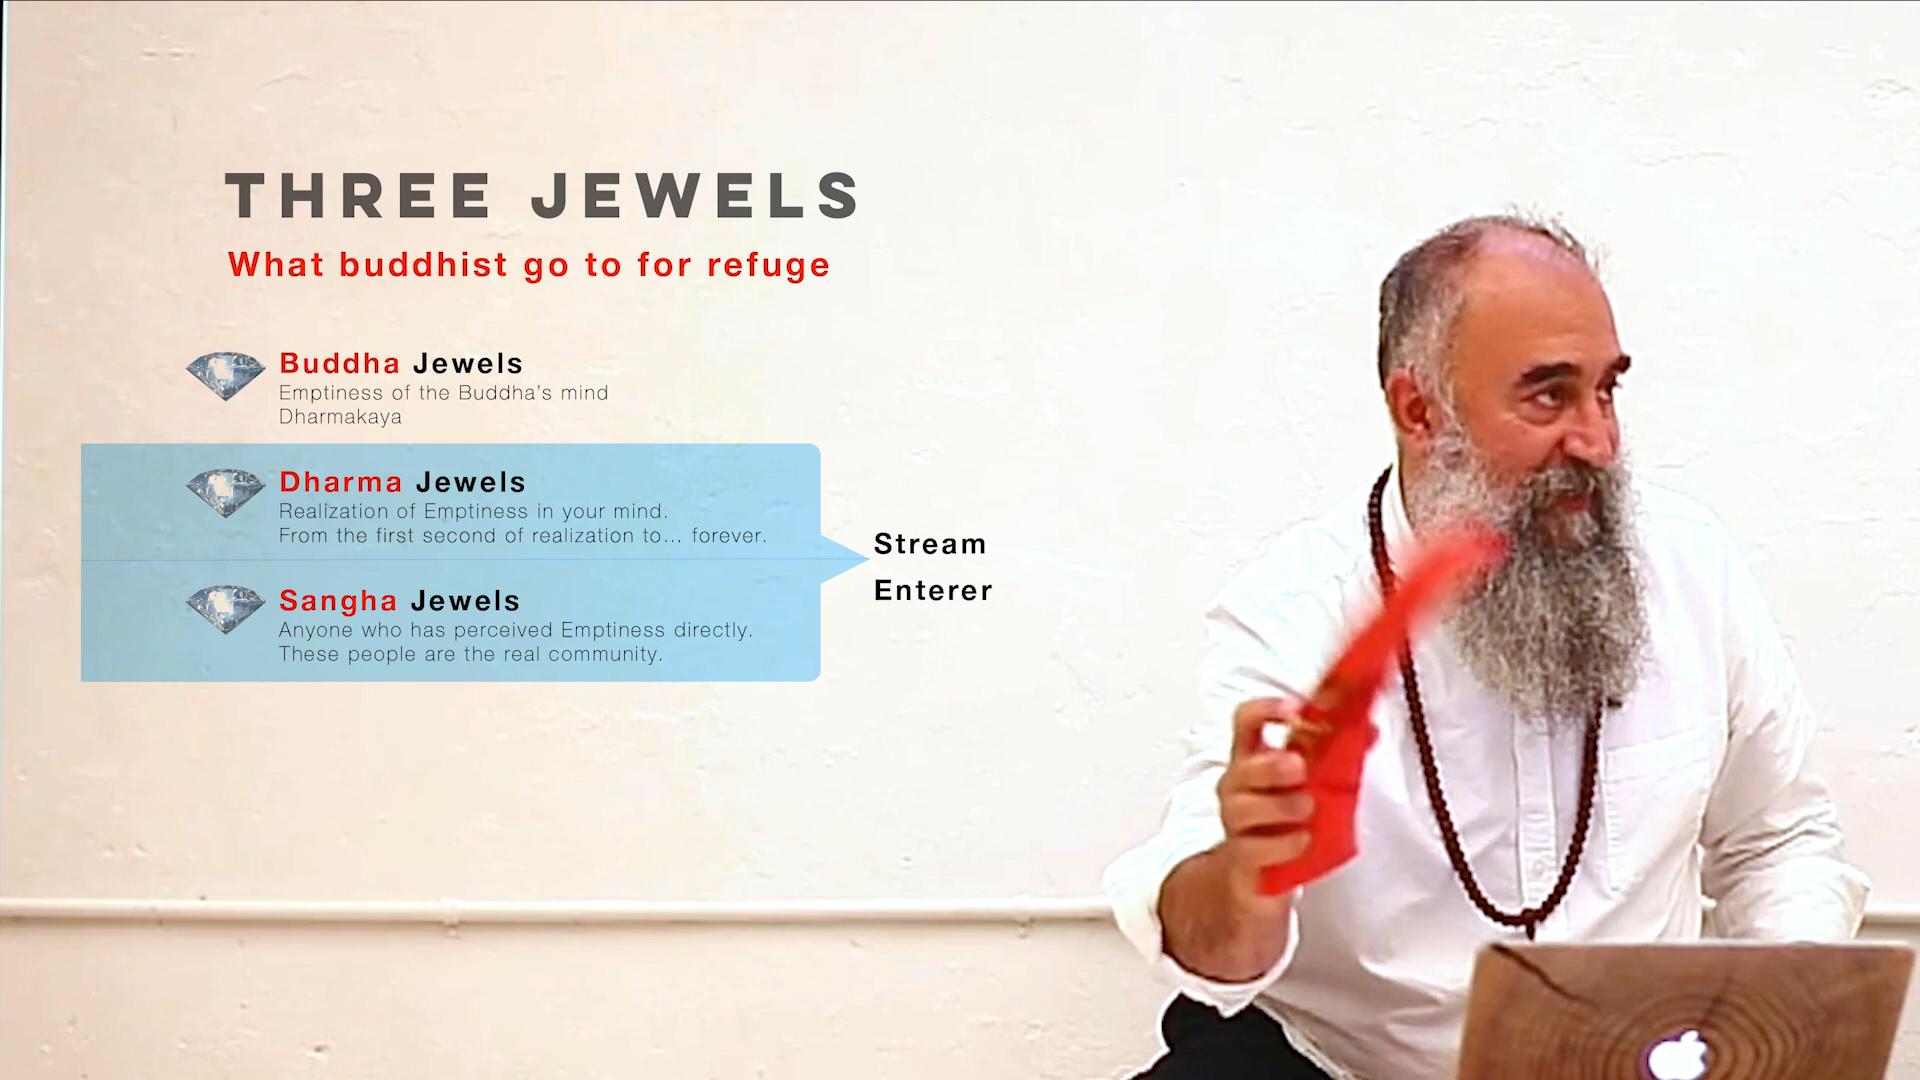 THREE JEWELS
What buddhist go to for refuge
Buddha Jewels
Emptiness of the Buddha's mind
Dharmakaya
Dharma Jewels
Realization of Emptiness in your mind.
From the first second of realization to... forever.
Sangha Jewels
Anyone who has perceived Emptiness directly.
These people are the real community.
Stream
Enterer